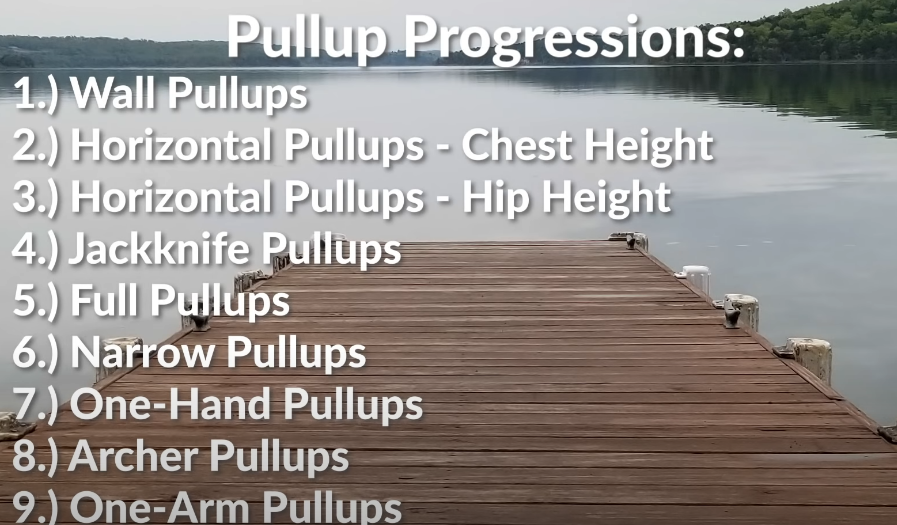 Pullup Progressions:
1.) Wall Pullups
2.) Horizontal Pullups - Chest Height
3.) Horizontal Pullups - Hip Height
4.) Jackknife Pullups
5.) Full Pullups
6.) Narrow Pullups
7.) One-Hand Pullups
8.) Archer Pullups
9.) One-Arm Pullups